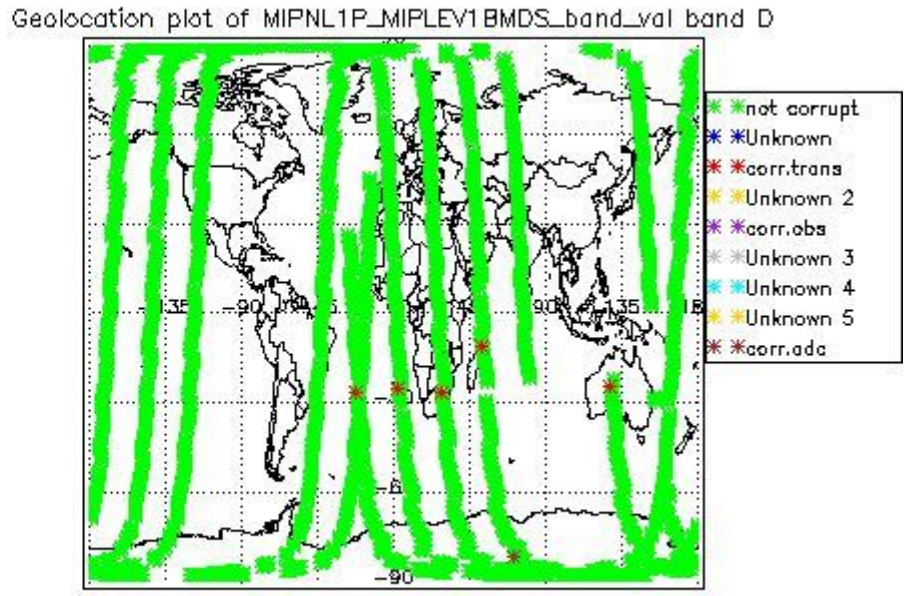 Geolocation plot of MIPNL1P_MIPLEV1BMDS_band_val band D
not corrupt
Unknown
corr.trans
Unknown 2
corr.obs
Unknown 3
Unknown 4
Unknown 5
corr.adc
-135 -90 90 135
-90